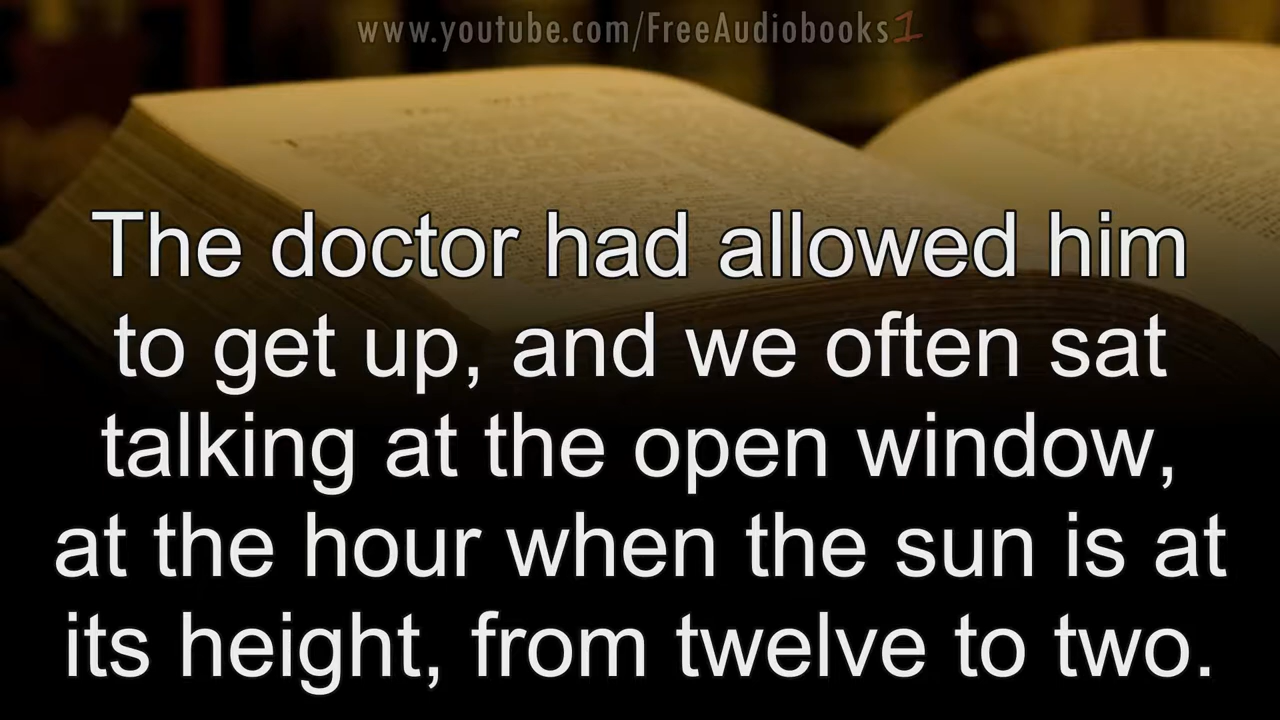 www.youtube.com/FreeAudiobooks1
The doctor had allowed him
to get up, and we often sat
talking at the open window,
at the hour when the sun is at
its height, from twelve to two.